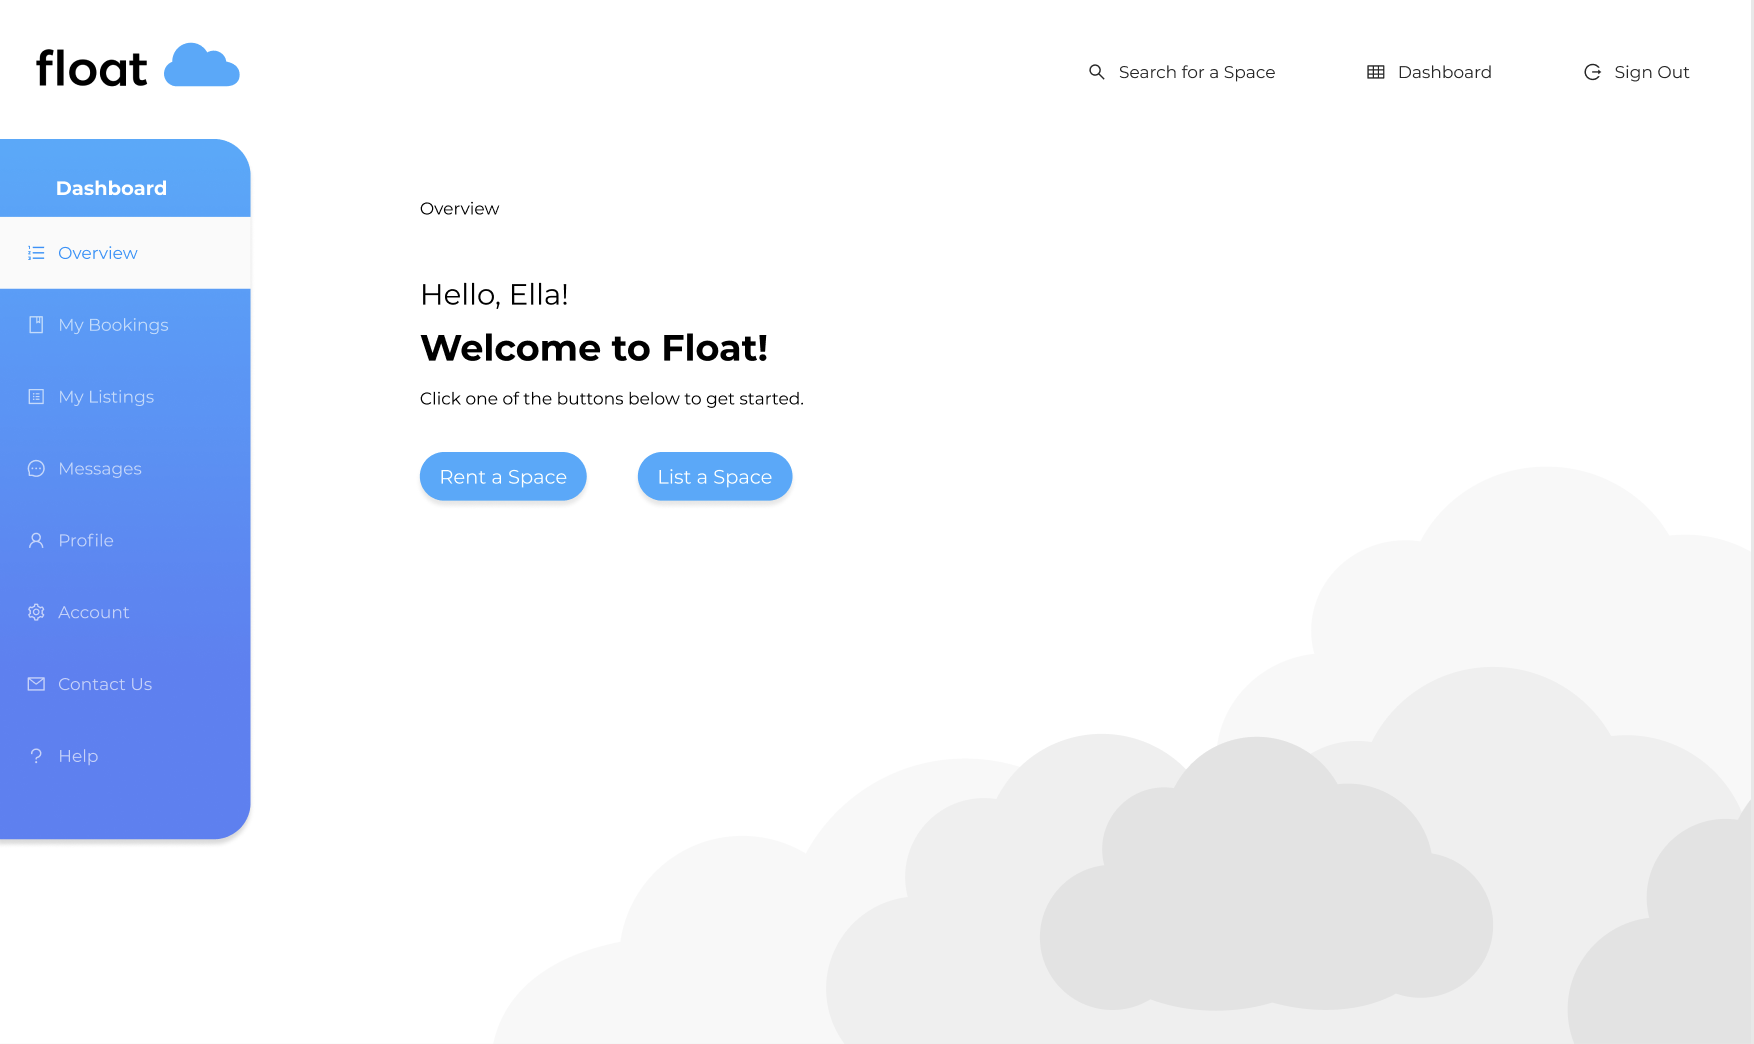 float
Search for a Space
Dashboard
Sign Out
Dashboard
Overview
My Bookings
My Listings
Messages
Profile
Account
Contact Us
Help
Overview
Hello, Ella!
Welcome to Float!
Click one of the buttons below to get started.
Rent a Space
List a Space